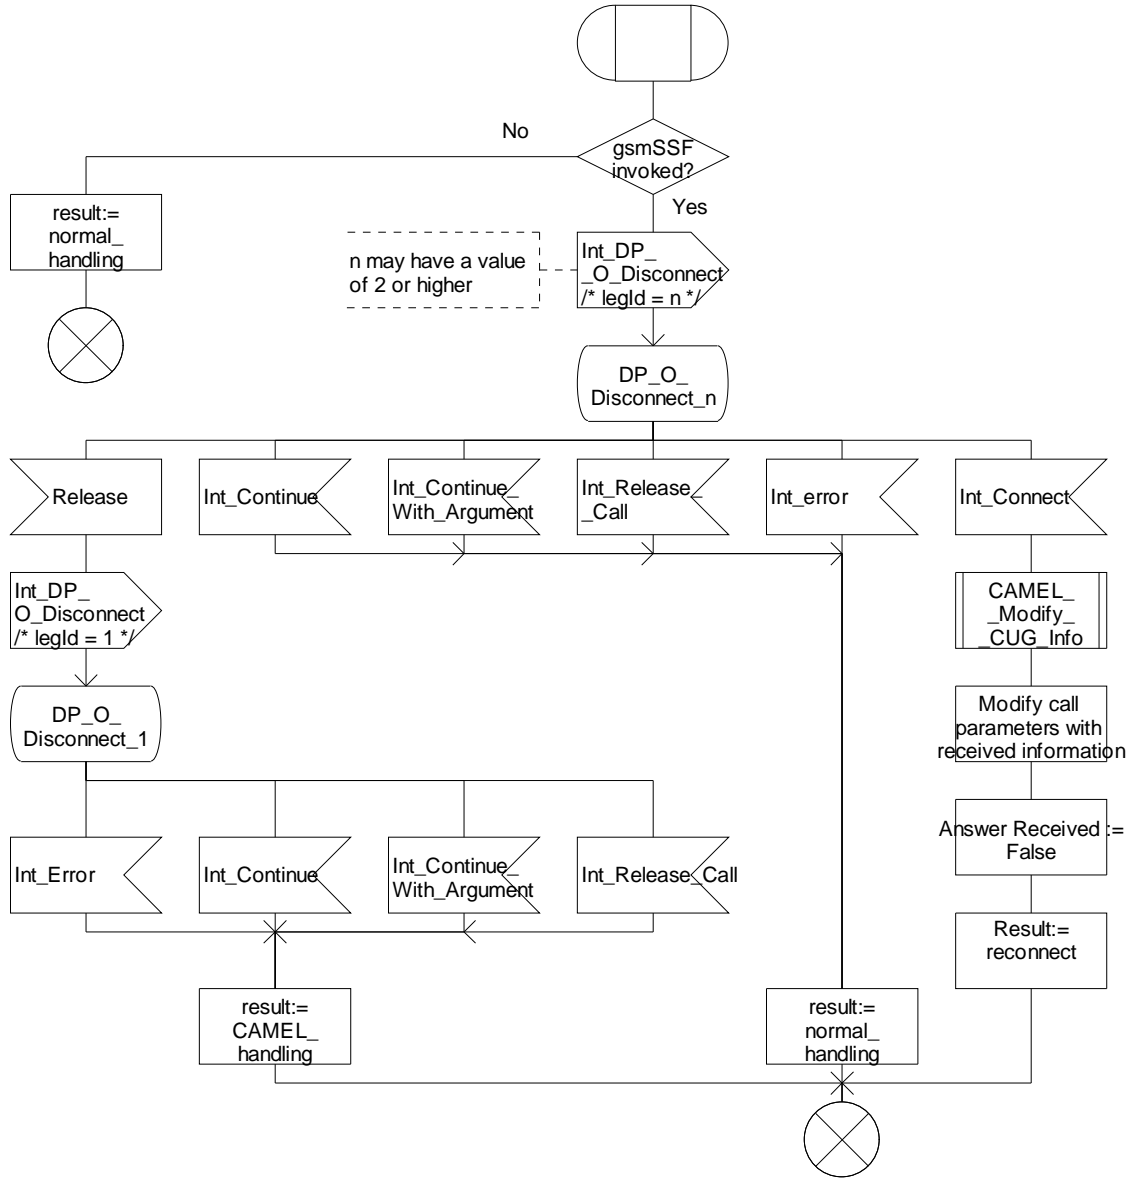 No
gsmSSF
invoked?
Yes
result:=
normal_
handling
n may have a value
of 2 or higher
Int_DP_
_O_Disconnect
/* legId = n */
DP_O_
Disconnect_n
Release
Int_Continue
Int_Continue_
With_Argument
Int_Release_
_Call
Int_error
Int_Connect
Int_DP_
O_Disconnect
/* legId = 1 */
CAMEL_
_Modify_
_CUG_Info
DP_O_
Disconnect_1
Modify call
parameters with
received information
Answer Received :=
False
Int_Error
Int_Continue
Int_Continue_
With_Argument
Int_Release_Call
Result:=
reconnect
result:=
CAMEL_
handling
result:=
normal_
handling